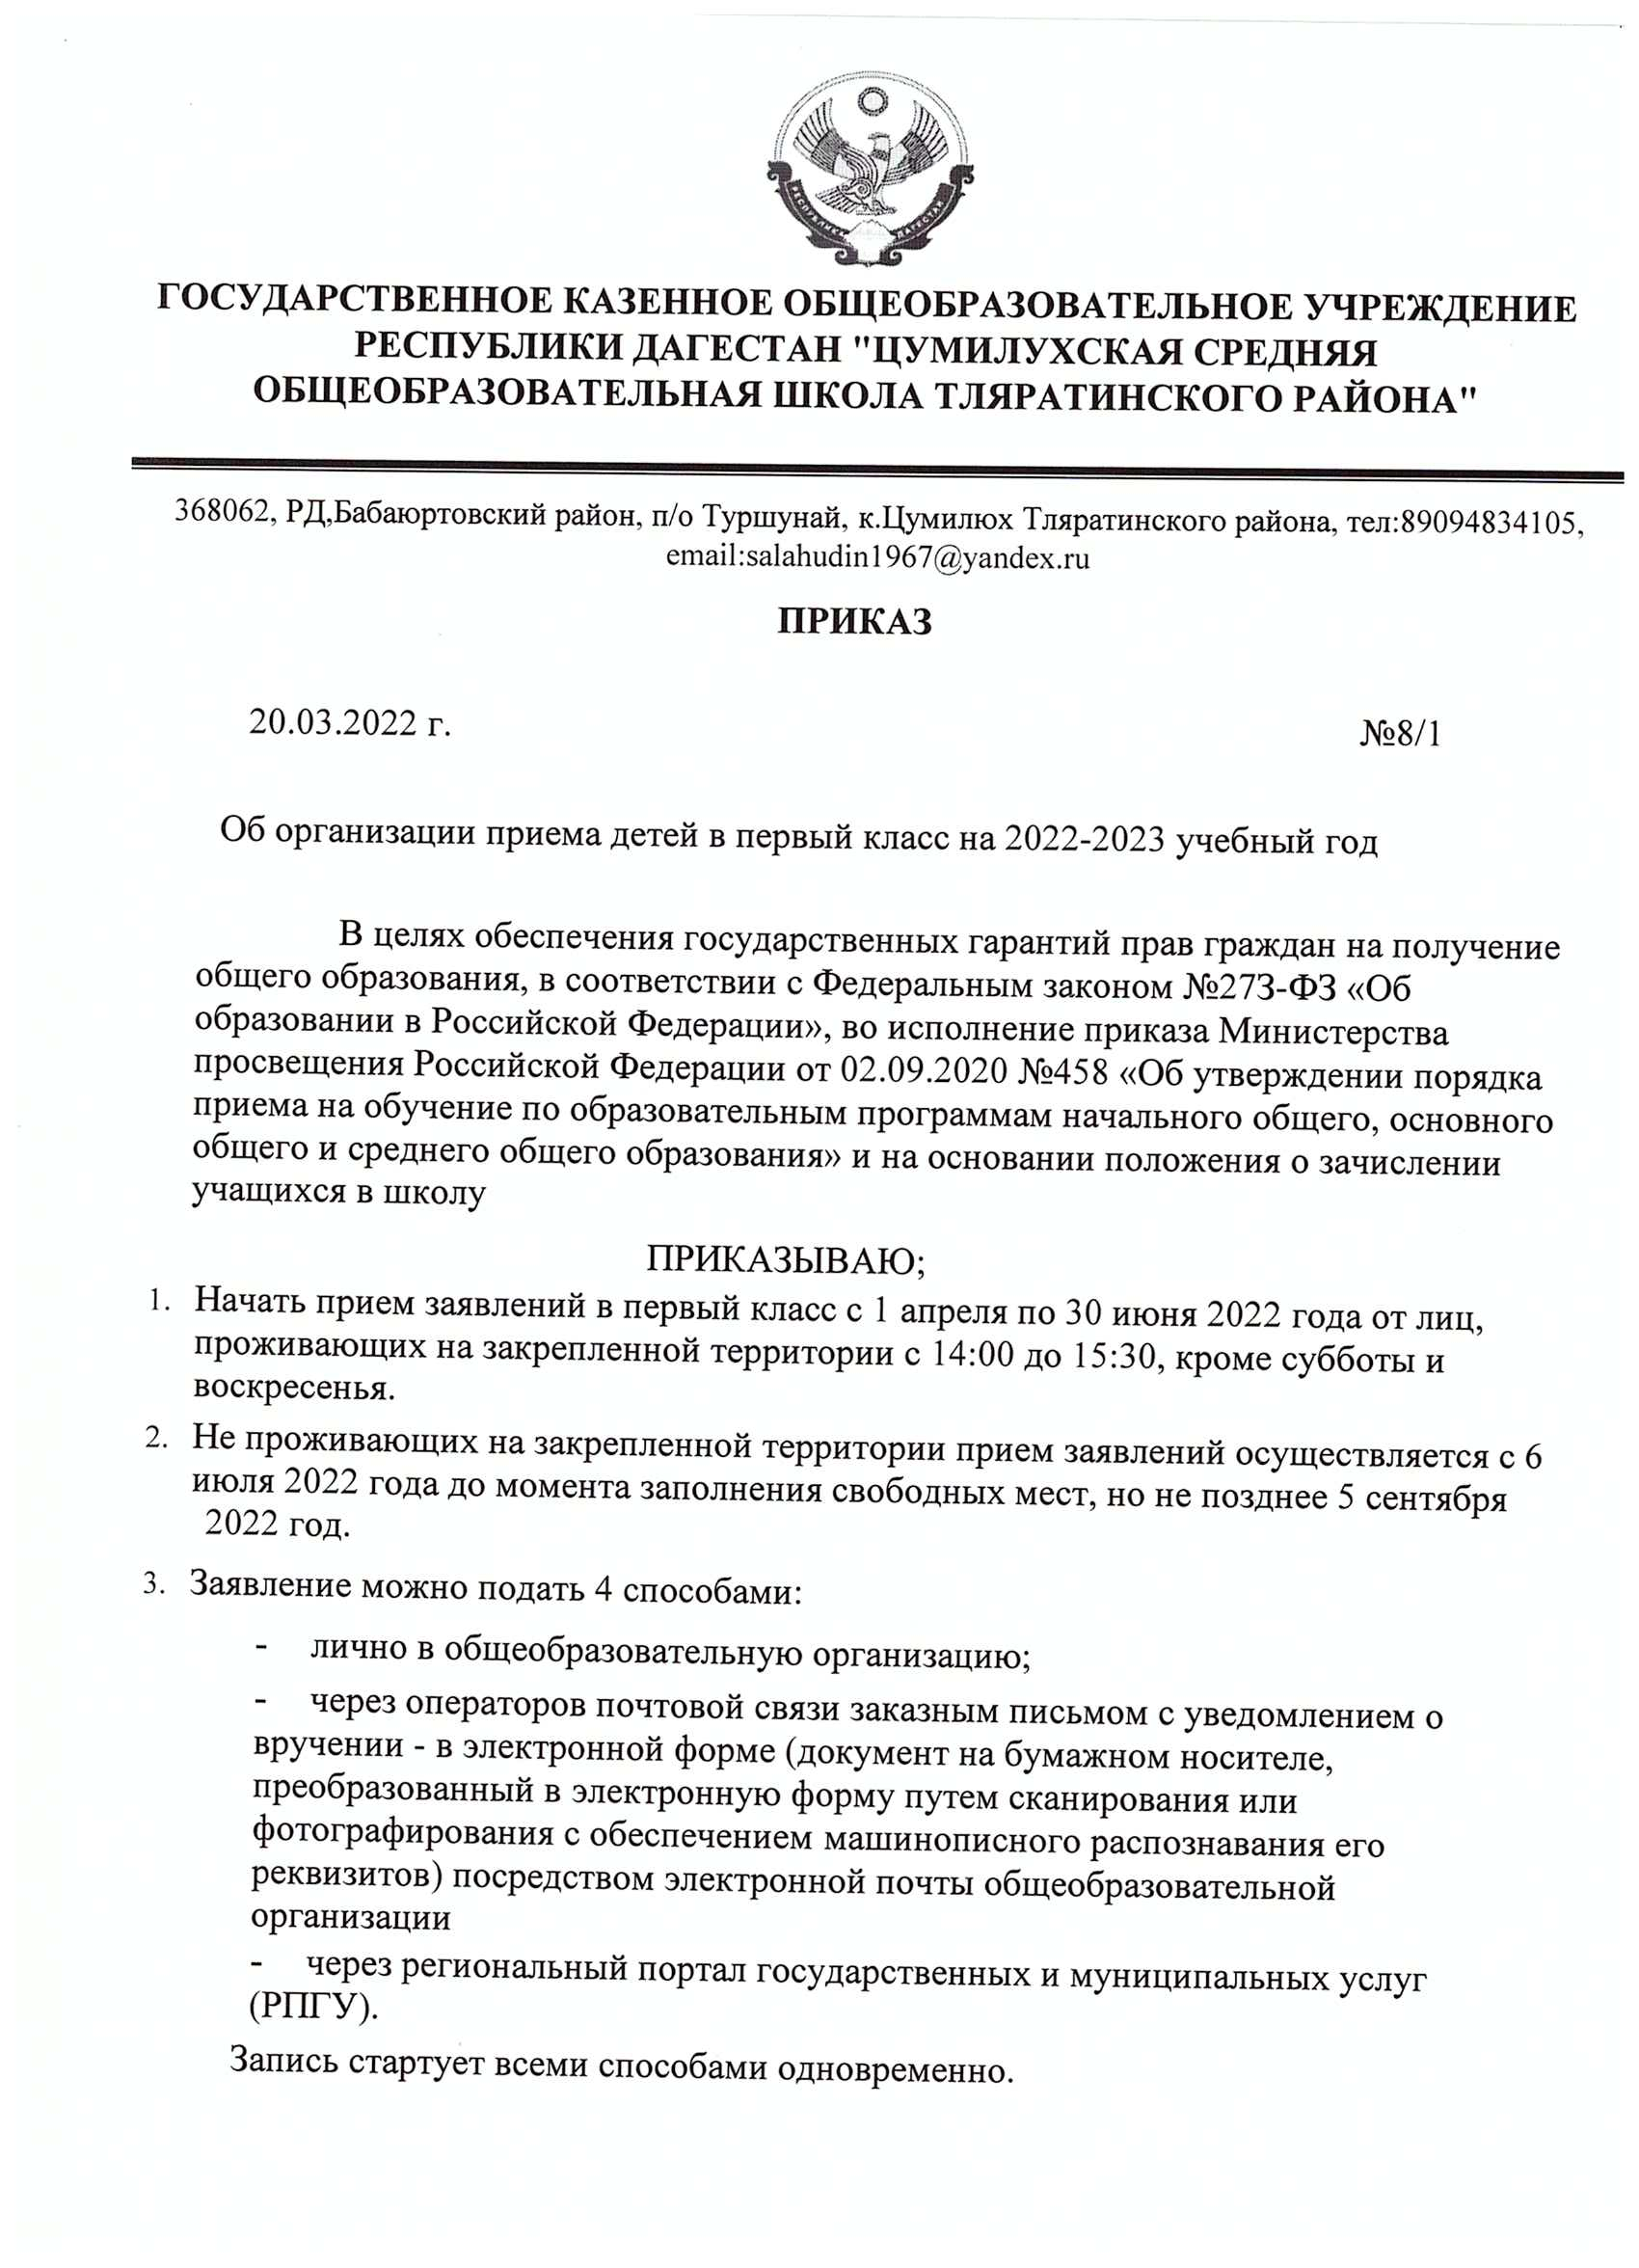 РЕСПУБЛИКА ДАГЕСТАН
ГОСУДАРСТВЕННОЕ КАЗЕННОЕ ОБЩЕОБРАЗОВАТЕЛЬНОЕ УЧРЕЖДЕНИЕ
РЕСПУБЛИКИ ДАГЕСТАН "ЦУМИЛУХСКАЯ СРЕДНЯЯ
ОБЩЕОБРАЗОВАТЕЛЬНАЯ ШКОЛА ТЛЯРАТИНСКОГО РАЙОНА"
368062, РД,Бабаюртовский район, п/о Туршунай, к.Цумилюх Тляратинского района, тел:89094834105,
email:salahudin1967@yandex.ru
ПРИКАЗ
20.03.2022 г. №8/1
Об организации приема детей в первый класс на 2022-2023 учебный год
В целях обеспечения государственных гарантий прав граждан на получение
общего образования, в соответствии с Федеральным законом №27З-ФЗ «Об
образовании в Российской Федерации», во исполнение приказа Министерства
просвещения Российской Федерации от 02.09.2020 №458 «Об утверждении порядка
приема на обучение по образовательным программам начального общего, основного
общего и среднего общего образования» и на основании положения о зачислении
учащихся в школу
ПРИКАЗЫВАЮ;
1. Начать прием заявлений в первый класс с 1 апреля по 30 июня 2022 года от лиц,
проживающих на закрепленной территории с 14:00 до 15:30, кроме субботы и
воскресенья.
2. Не проживающих на закрепленной территории прием заявлений осуществляется с 6
июля 2022 года до момента заполнения свободных мест, но не позднее 5 сентября
2022 год.
3. Заявление можно подать 4 способами:
- лично в общеобразовательную организацию;
- через операторов почтовой связи заказным письмом с уведомлением о
вручении - в электронной форме (документ на бумажном носителе,
преобразованный в электронную форму путем сканирования или
фотографирования с обеспечением машинописного распознавания его
реквизитов) посредством электронной почты общеобразовательной
организации
- через региональный портал государственных и муниципальных услуг
(РПГУ).
Запись стартует всеми способами одновременно.